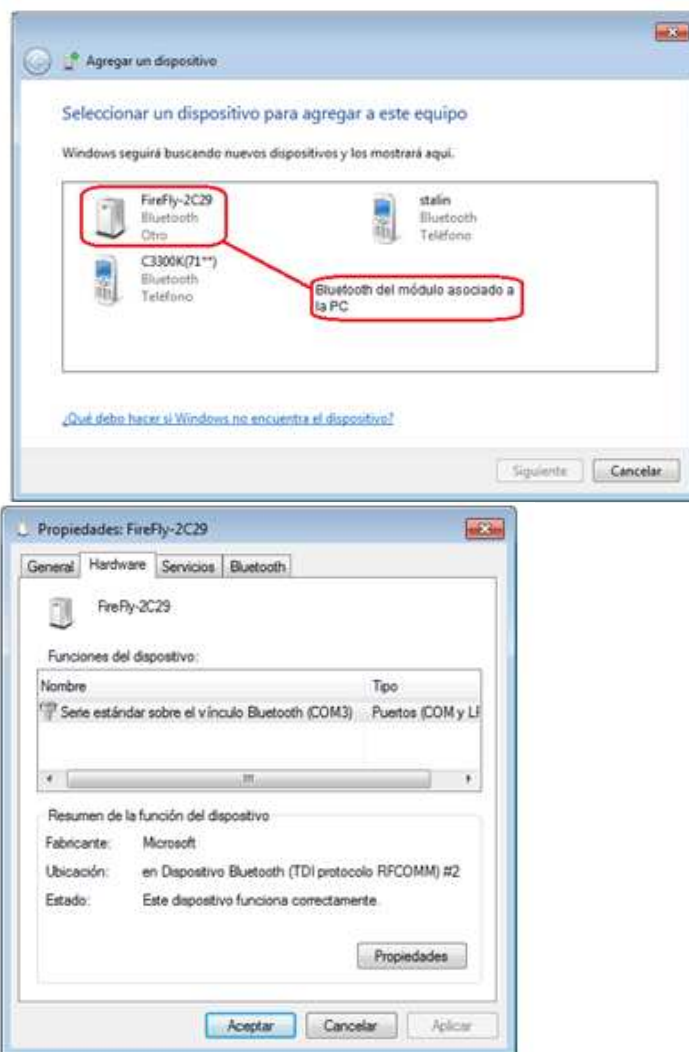 Agregar un dispositivo
Seleccionar un dispositivo para agregar a este equipo
Windows seguirá buscando nuevos dispositivos y los mostrará aquí.
FireFly-2C29
Bluetooth
Otro
stalin
Bluetooth
Teléfono
C3300K(71**)
Bluetooth
Teléfono
Bluetooth del módulo asociado a
la PC
¿Qué debo hacer si Windows no encuentra el dispositivo?
Siguiente
Cancelar
Propiedades: FireFly-2C29
General Hardware Servicios Bluetooth
FireFly-2C29
Funciones del dispositivo:
Nombre Tipo
Serie estándar sobre el vínculo Bluetooth (COM3) Puertos (COM y LP
Resumen de la función del dispositivo
Fabricante: Microsoft
Ubicación: en Dispositivo Bluetooth (TDI protocolo RFCOMM) #2
Estado: Este dispositivo funciona correctamente.
Propiedades
Aceptar Cancelar Aplicar